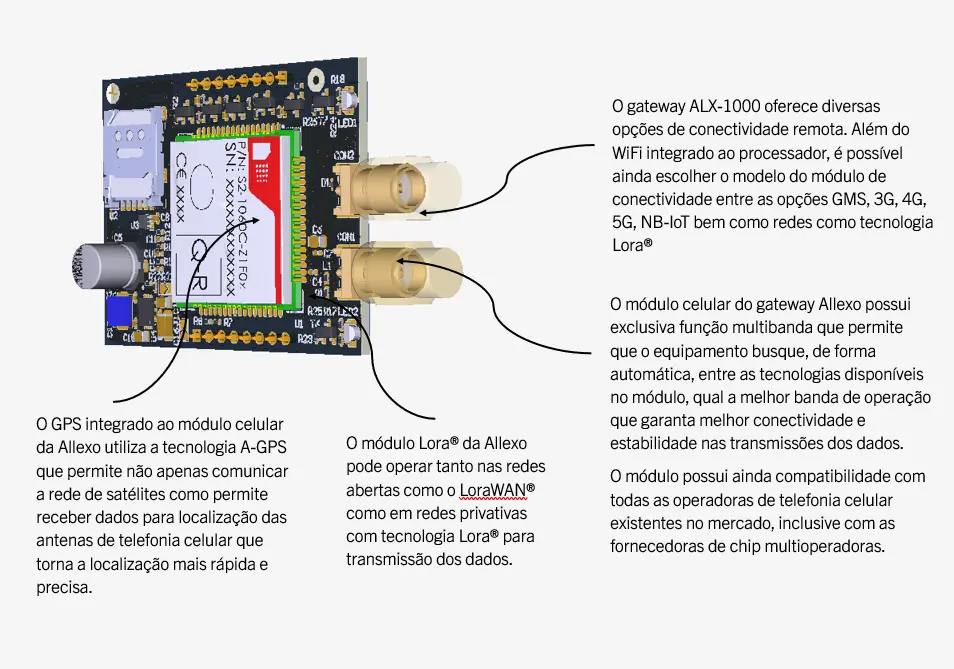 O gateway ALX-1000 oferece diversas
opções de conectividade remota. Além do
WiFi integrado ao processador, é possível
ainda escolher o modelo do módulo de
conectividade entre as opções GMS, 3G, 4G,
5G, NB-IoT bem como redes como tecnologia
Lora®
O módulo celular do gateway Allexo possui
exclusiva função multibanda que permite
que o equipamento busque, de forma
automática, entre as tecnologias disponíveis
no módulo, qual a melhor banda de operação
que garanta melhor conectividade e
estabilidade nas transmissões dos dados.
O módulo possui ainda compatibilidade com
todas as operadoras de telefonia celular
existentes no mercado, inclusive com as
fornecedoras de chip multioperadoras.
O GPS integrado ao módulo celular
da Allexo utiliza a tecnologia A-GPS
que permite não apenas comunicar
a rede de satélites como permite
receber dados para localização das
antenas de telefonia celular que
torna a localização mais rápida e
precisa.
O módulo Lora® da Allexo
pode operar tanto nas redes
abertas como o LoraWAN®
como em redes privativas
com tecnologia Lora® para
transmissão dos dados.
R18
LED1
CON2
CON1
LED2
U1
R23
R8
R7
C5
U3
L1
CE XXXX
Q-R